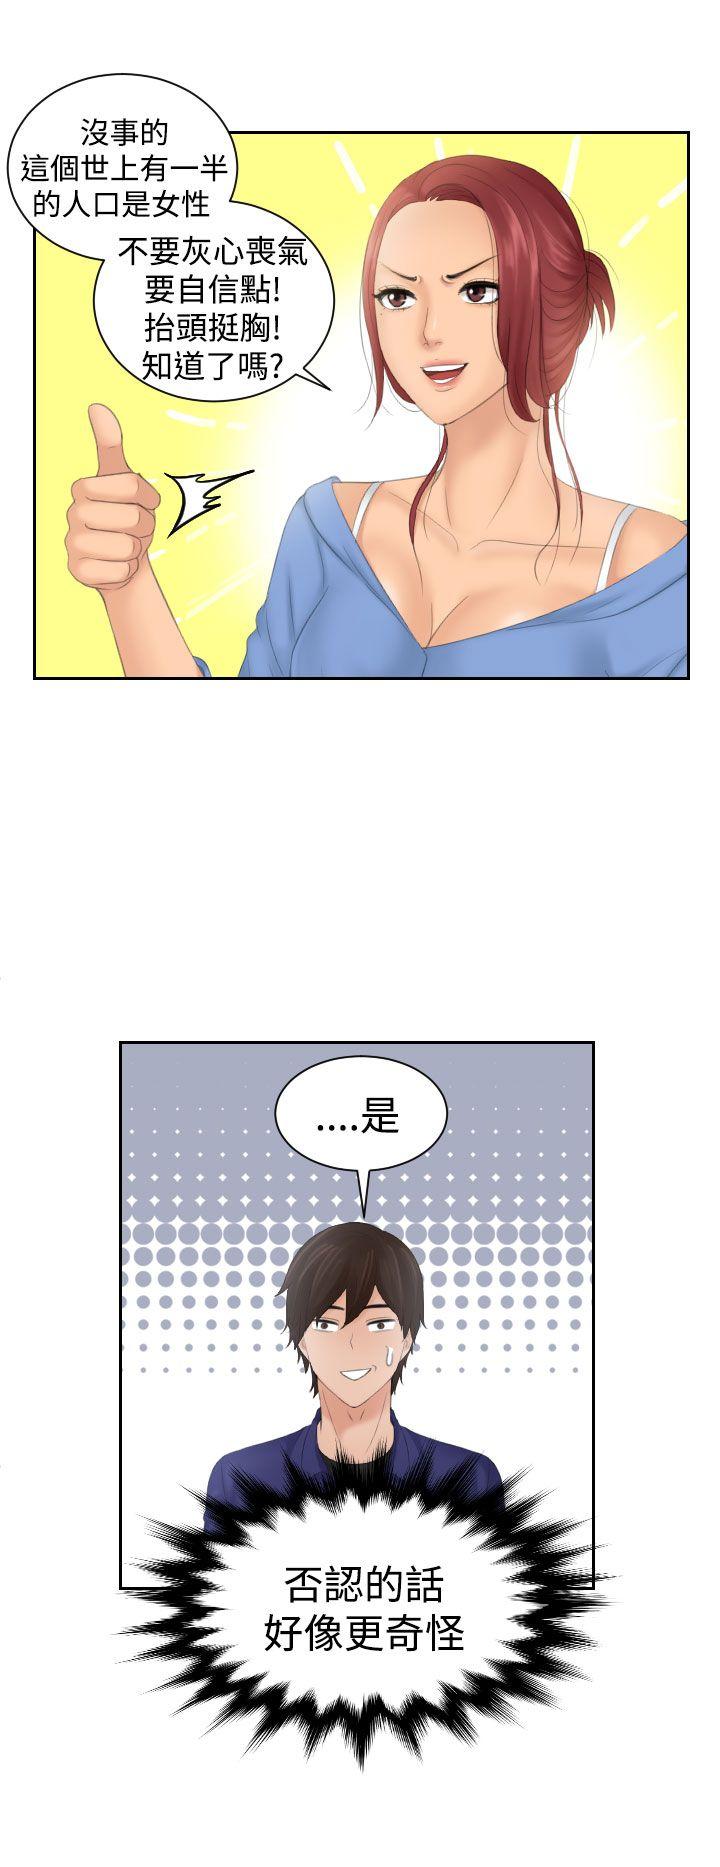 沒事的
這個世上有一半
的人口是女性
不要灰心喪氣
要自信點!
抬頭挺胸!
知道了嗎?
....是
否認的話
好像更奇怪